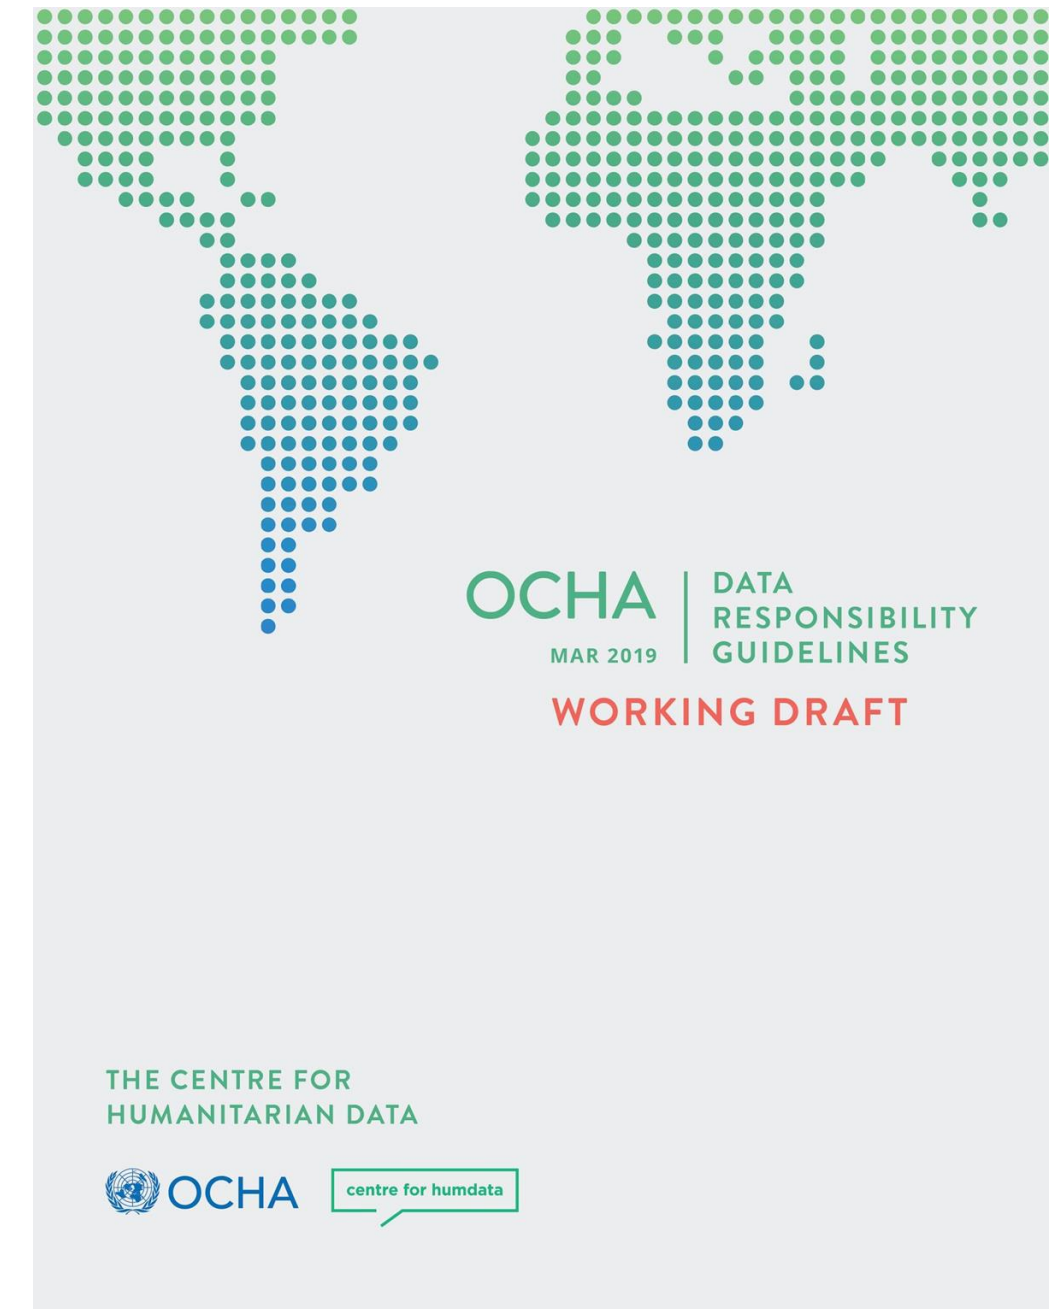 OCHA
MAR 2019
DATA
RESPONSIBILITY
GUIDELINES
WORKING DRAFT
THE CENTRE FOR
HUMANITARIAN DATA
OCHA
centre for humdata